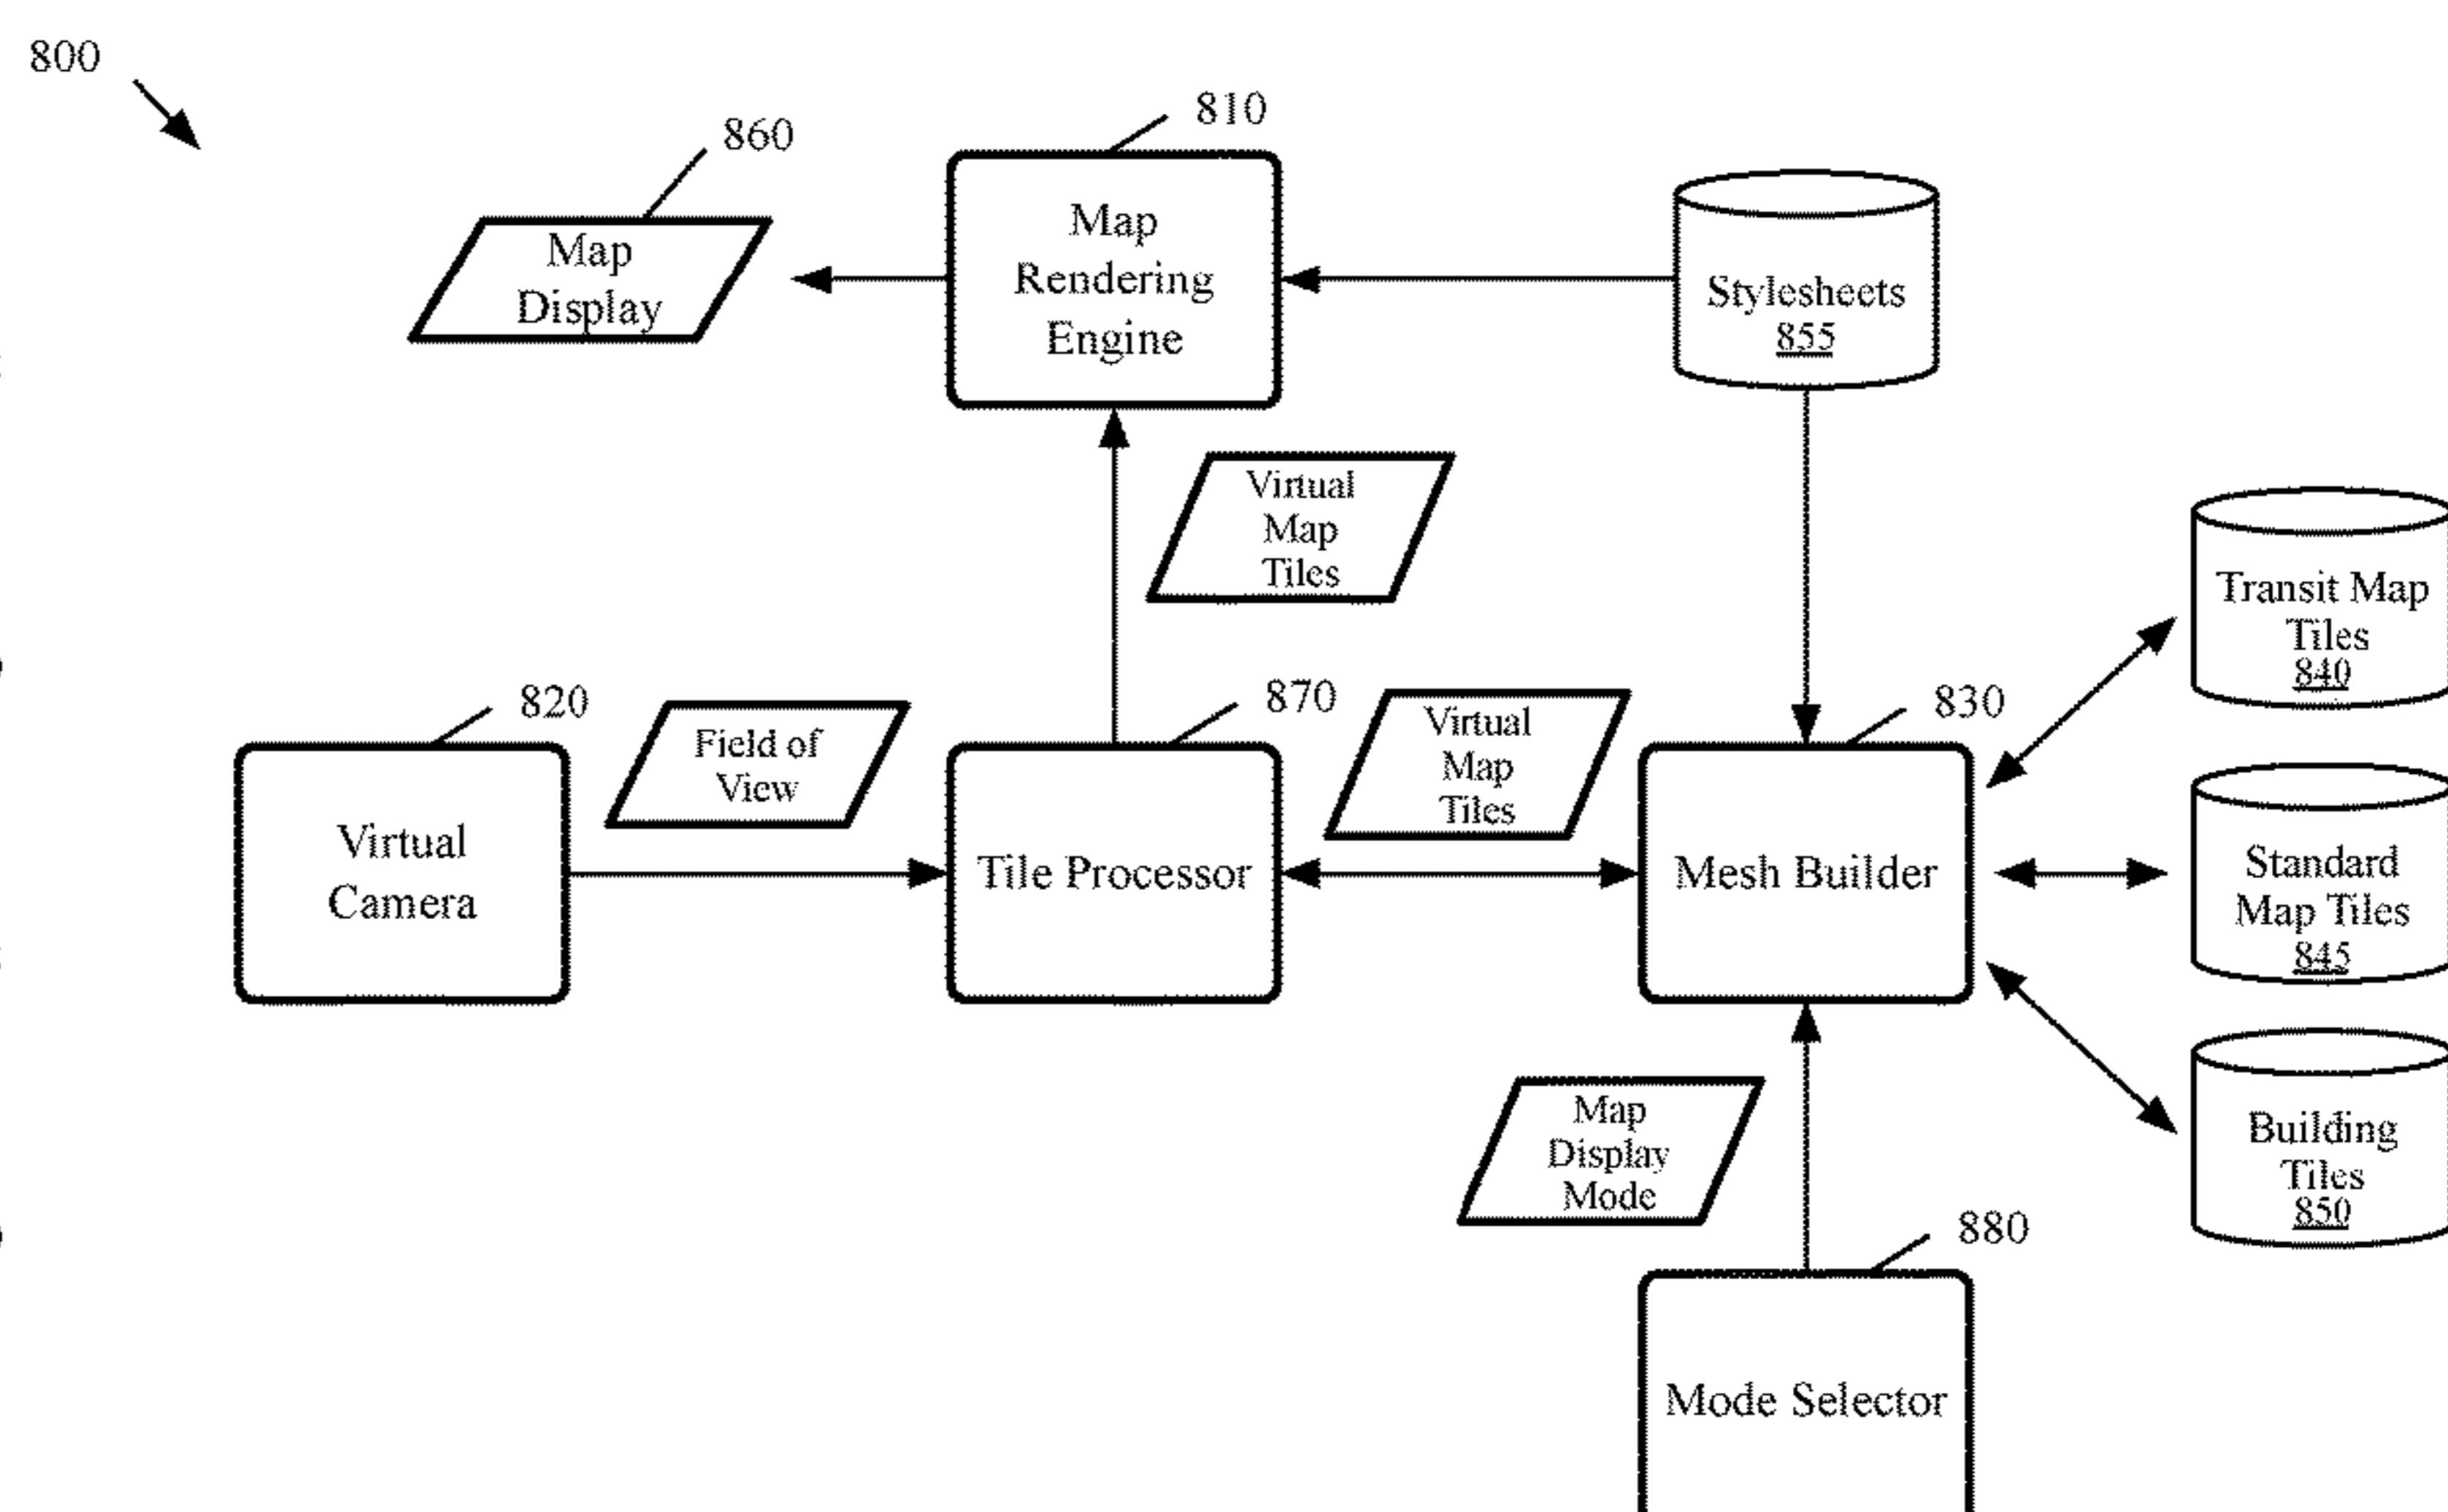 800
860
810
Map
Display
Map
Rendering
Engine
Stylesheets
855
Virtual
Map
Tiles
Transit Map
Tiles
840
820
Field of
View
870
Virtual
Map
Tiles
830
Virtual
Camera
Tile Processor
Mesh Builder
Standard
Map Tiles
845
Map
Display
Mode
Building
Tiles
850
880
Mode Selector